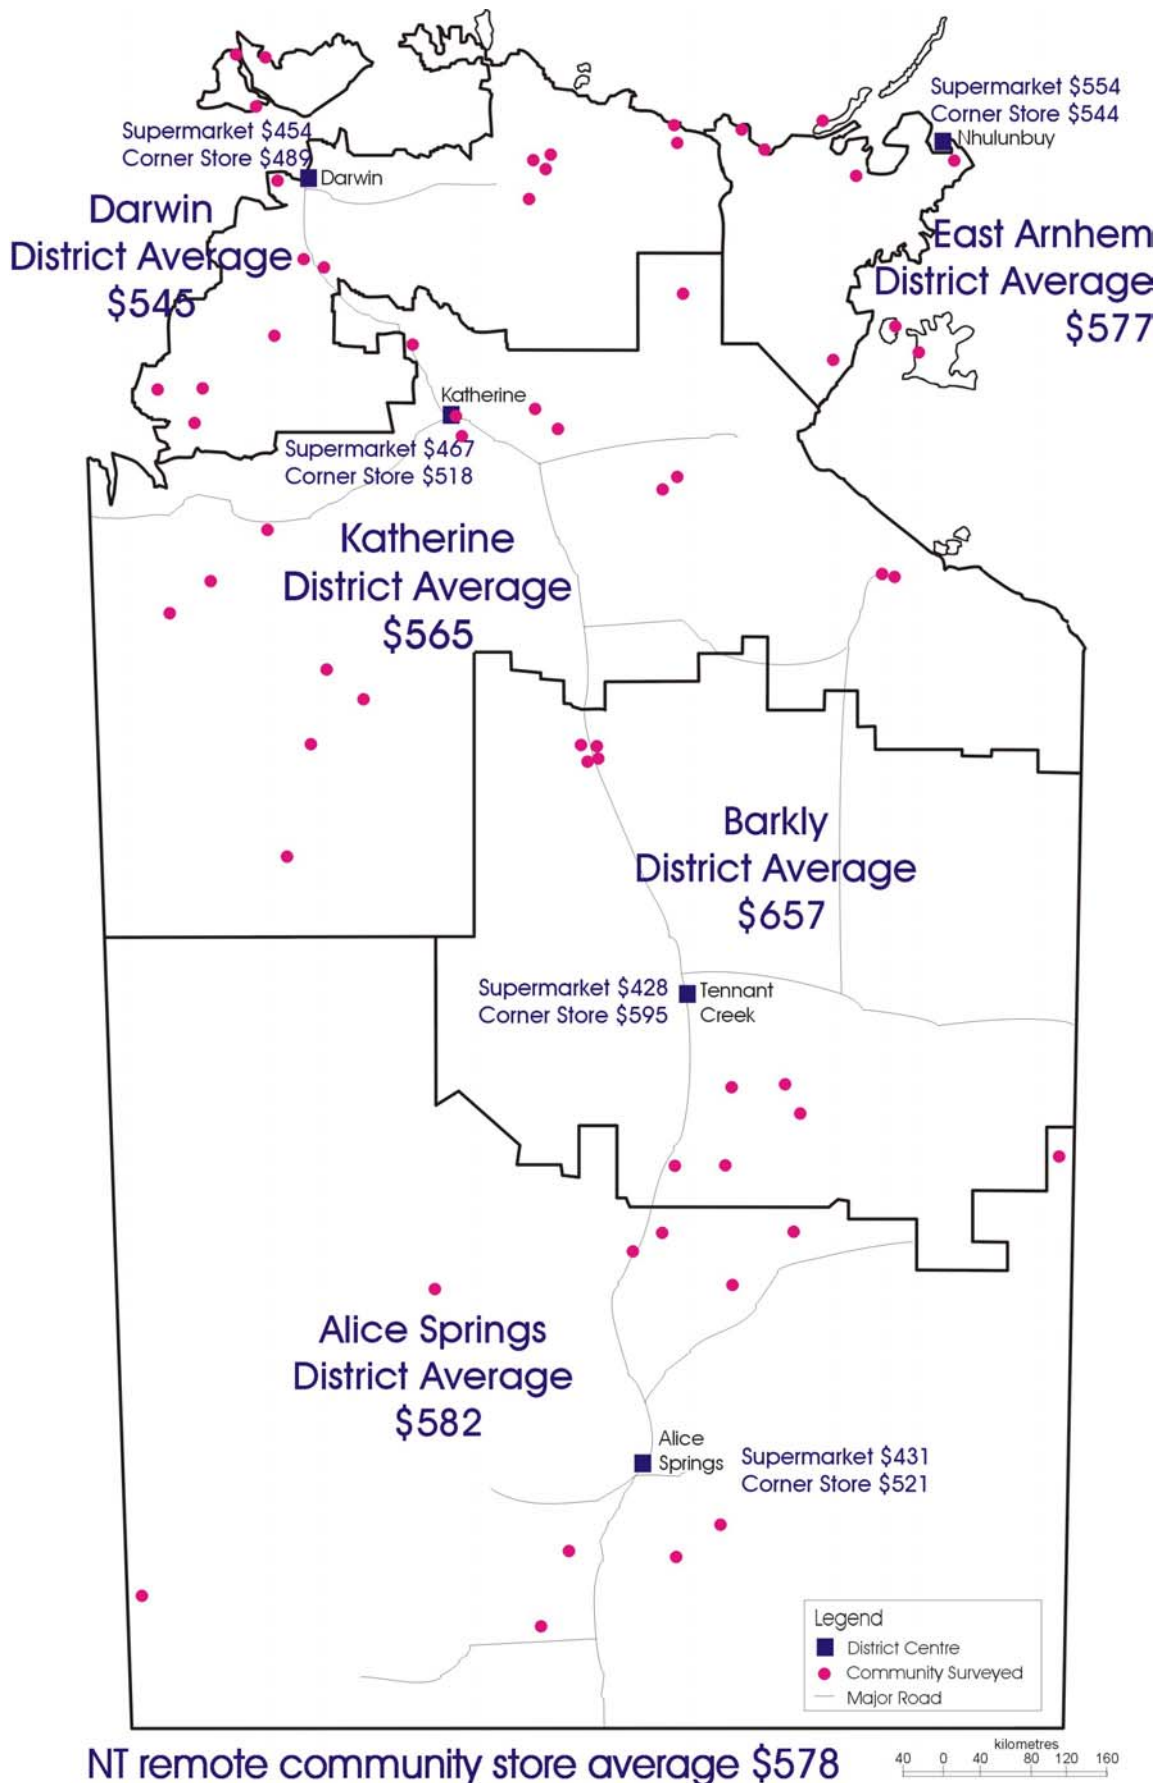 Supermarket $554
Corner Store $544
Nhulunbuy
Supermarket $454
Corner Store $489
Darwin
Darwin
District Average
$545
East Arnhem
District Average
$577
Katherine
Supermarket $467
Corner Store $518
Katherine
District Average
$565
Barkly
District Average
$657
Supermarket $428
Corner Store $595
Tennant
Creek
Alice Springs
District Average
$582
Alice
Springs
Supermarket $431
Corner Store $521
Legend
District Centre
Community Surveyed
Major Road
NT remote community store average $578
kilometres
40 0 40 80 120 160